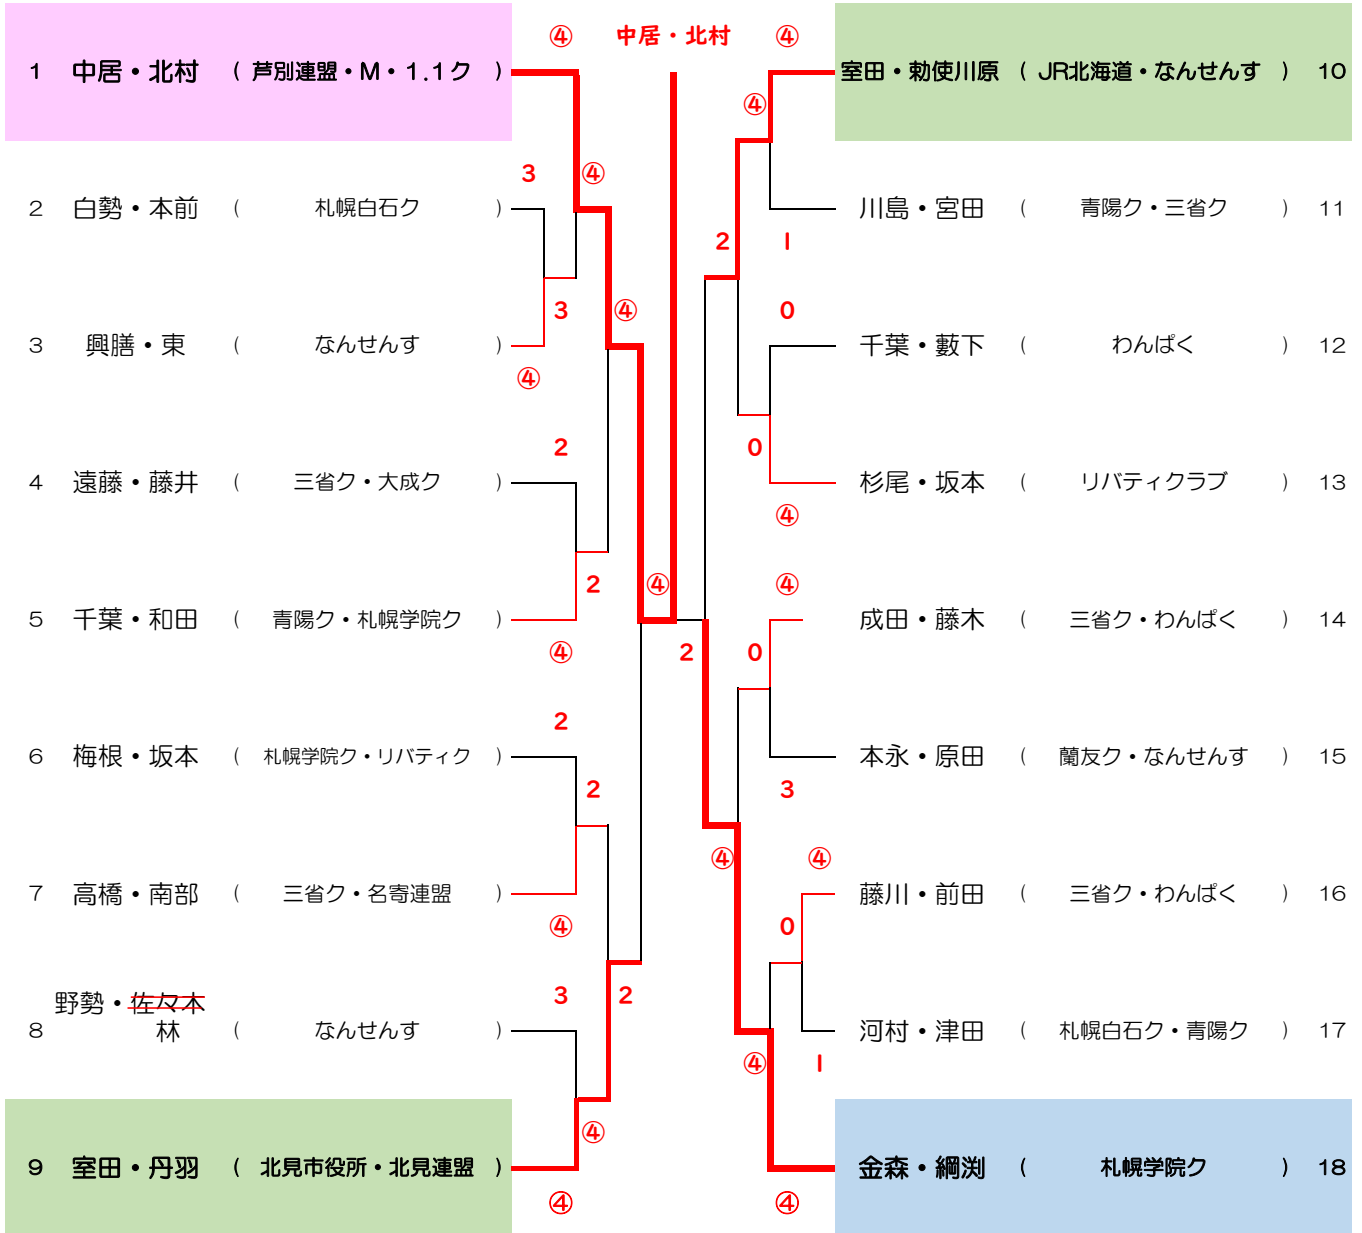 ④ 中居・北村 ④
1 中居・北村 ( 芦別連盟・M・1.1ク )
室田・勅使川原 ( JR北海道・なんせんす ) 10
④
3 ④
2 白勢・本前 ( 札幌白石ク )
川島・宮田 ( 青陽ク・三省ク ) 11
2 1
3 ④ 0
3 興膳・東 ( なんせんす )
千葉・藪下 ( わんぱく ) 12
④
2 0
4 遠藤・藤井 ( 三省ク・大成ク )
杉尾・坂本 ( リバティクラブ ) 13
④
2 ④ ④
5 千葉・和田 ( 青陽ク・札幌学院ク )
成田・藤木 ( 三省ク・わんぱく ) 14
④ 2 0
2
6 梅根・坂本 ( 札幌学院ク・リバティク )
本永・原田 ( 蘭友ク・なんせんす ) 15
2 3
④ ④
7 高橋・南部 ( 三省ク・名寄連盟 )
藤川・前田 ( 三省ク・わんぱく ) 16
④ 0
3 2
野勢・佐々木
8 林 ( なんせんす )
河村・津田 ( 札幌白石ク・青陽ク ) 17
④ 1
④
9 室田・丹羽 ( 北見市役所・北見連盟 )
金森・綱渕 ( 札幌学院ク ) 18
④ ④